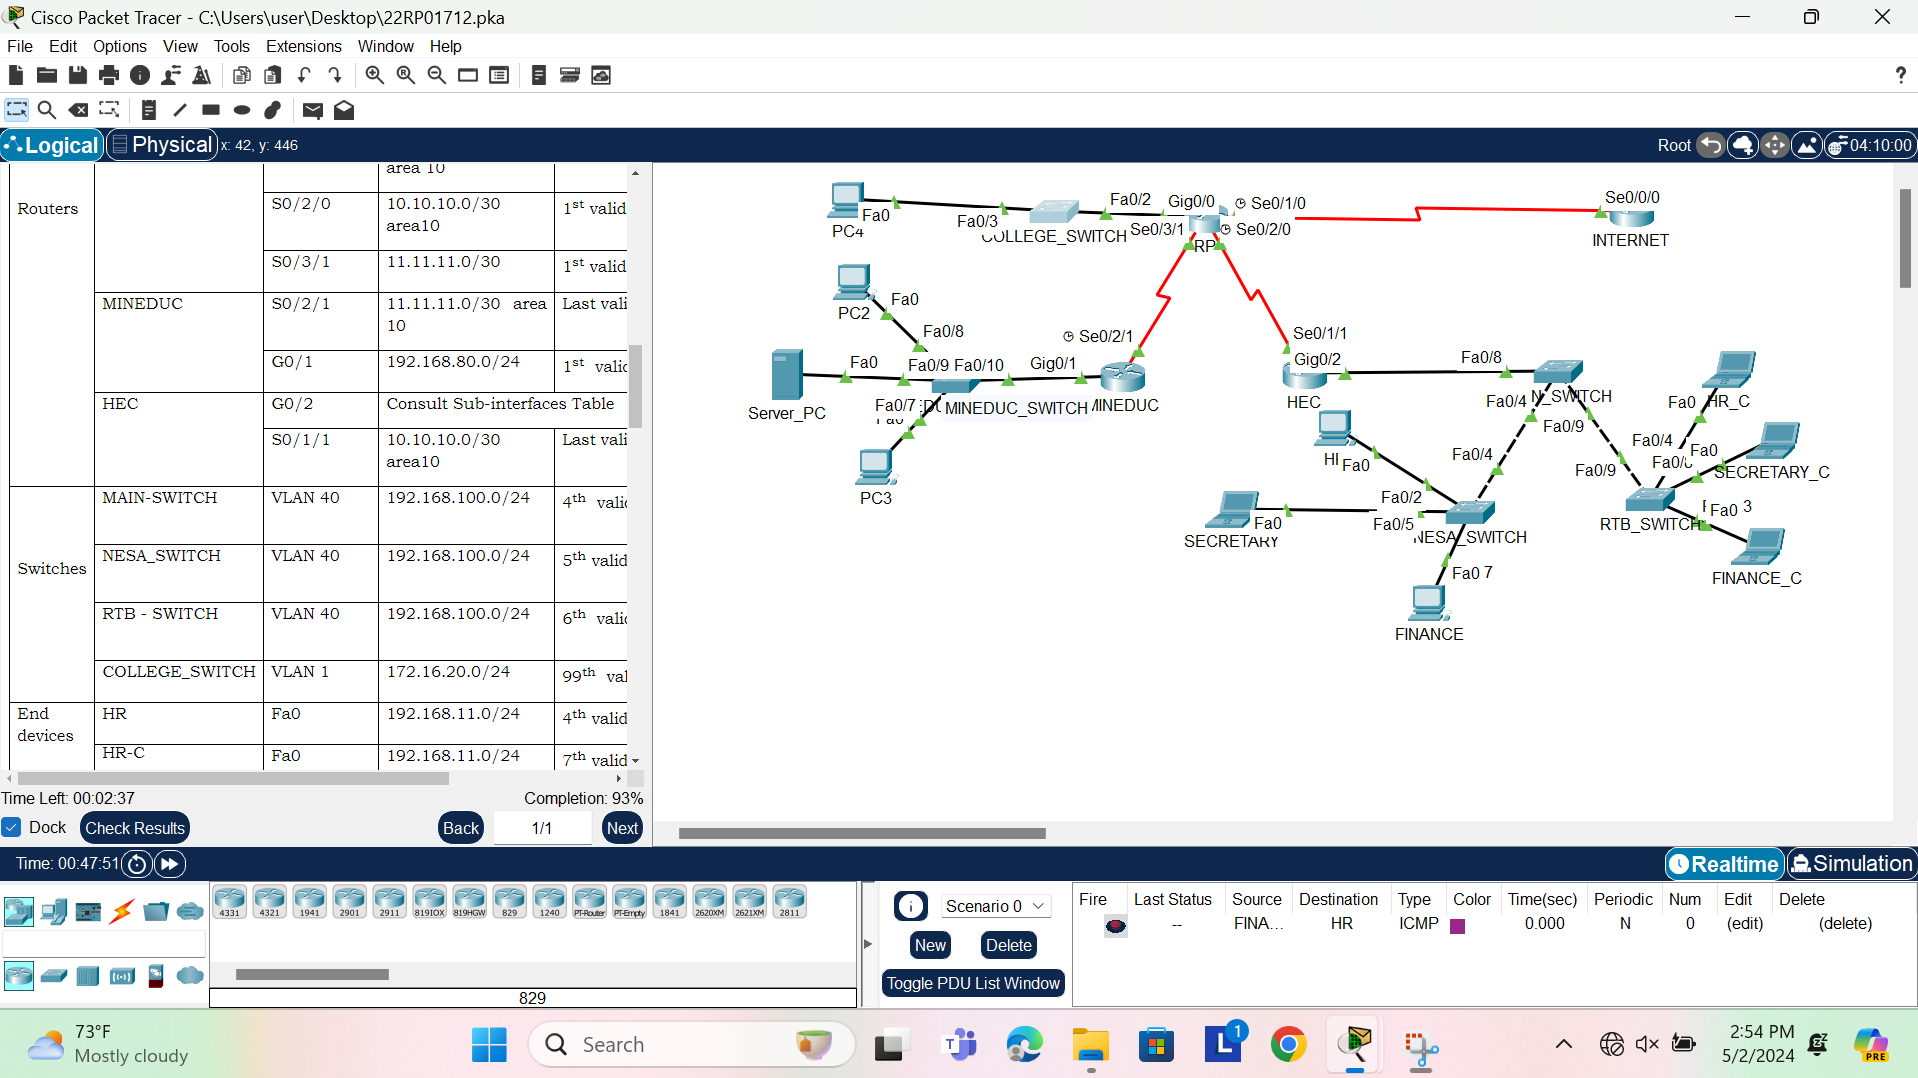 Cisco Packet Tracer - C:\Users\user\Desktop\22RP01712.pka
File Edit Options View Tools Extensions Window Help
?
Logical Physical x: 42, y: 446
Root 04:10:00
area 10
Routers
S0/2/0 10.10.10.0/30 area10 1st valid
S0/3/1 11.11.11.0/30 1st valid
MINEDUC S0/2/1 11.11.11.0/30 area 10 Last vali
G0/1 192.168.80.0/24 1st valid
HEC G0/2 Consult Sub-interfaces Table
S0/1/1 10.10.10.0/30 area10 Last vali
Switches
MAIN-SWITCH VLAN 40 192.168.100.0/24 4th valid
NESA_SWITCH VLAN 40 192.168.100.0/24 5th valid
RTB - SWITCH VLAN 40 192.168.100.0/24 6th valid
COLLEGE_SWITCH VLAN 1 172.16.20.0/24 99th val
End devices
HR Fa0 192.168.11.0/24 4th valid
HR-C Fa0 192.168.11.0/24 7th valid
Time Left: 00:02:37 Completion: 93%
Dock Check Results Back 1/1 Next
PC4
Fa0
Fa0/3
COLLEGE_SWITCH
Fa0/2
Gig0/0
Se0/1/0
Se0/3/1
Se0/2/0
RP
Se0/0/0
INTERNET
PC2
Fa0
Fa0/8
Server_PC
Fa0
Fa0/9
Fa0/10
Gig0/1
Se0/2/1
Fa0/7
MINEDUC_SWITCH
MINEDUC
PC3
Se0/1/1
Gig0/2
HEC
Fa0/8
N_SWITCH
Fa0/4
Fa0/9
HI
Fa0
Fa0/4
Fa0/2
Fa0/5
SECRETARY
Fa0
NESA_SWITCH
Fa0 7
FINANCE
Fa0
HR_C
Fa0/4
Fa0
SECRETARY_C
Fa0/9
RTB_SWITCH
Fa0 3
FINANCE_C
Time: 00:47:51
Realtime Simulation
4331 4321 1941 2901 2911 819IOX 819HGW 829 1240 PT-Router PT-Empty 1841 2620XM 2621XM 2811
829
Scenario 0
New Delete
Toggle PDU List Window
Fire Last Status Source Destination Type Color Time(sec) Periodic Num Edit Delete
-- FINA... HR ICMP 0.000 N 0 (edit) (delete)
73°F
Mostly cloudy
Search
1
2:54 PM
5/2/2024
PRE